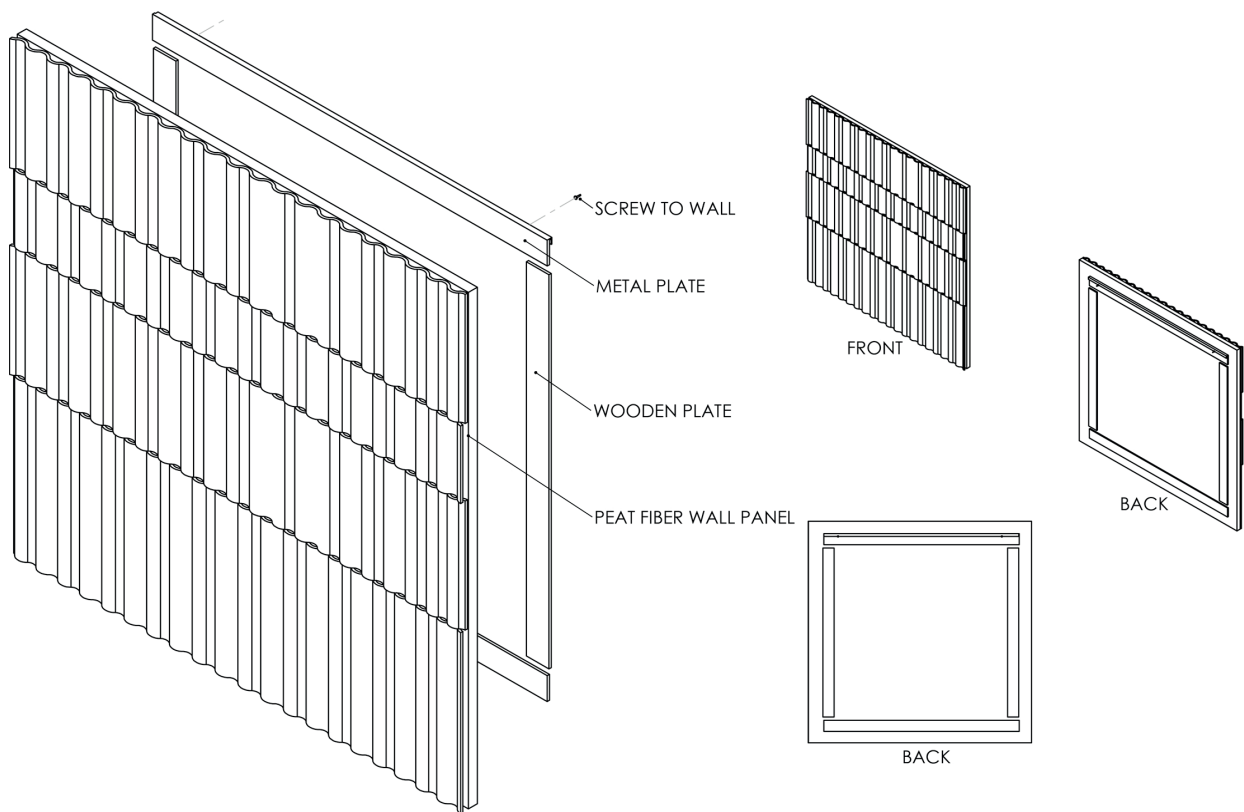 SCREW TO WALL
METAL PLATE
WOODEN PLATE
PEAT FIBER WALL PANEL
FRONT
BACK
BACK